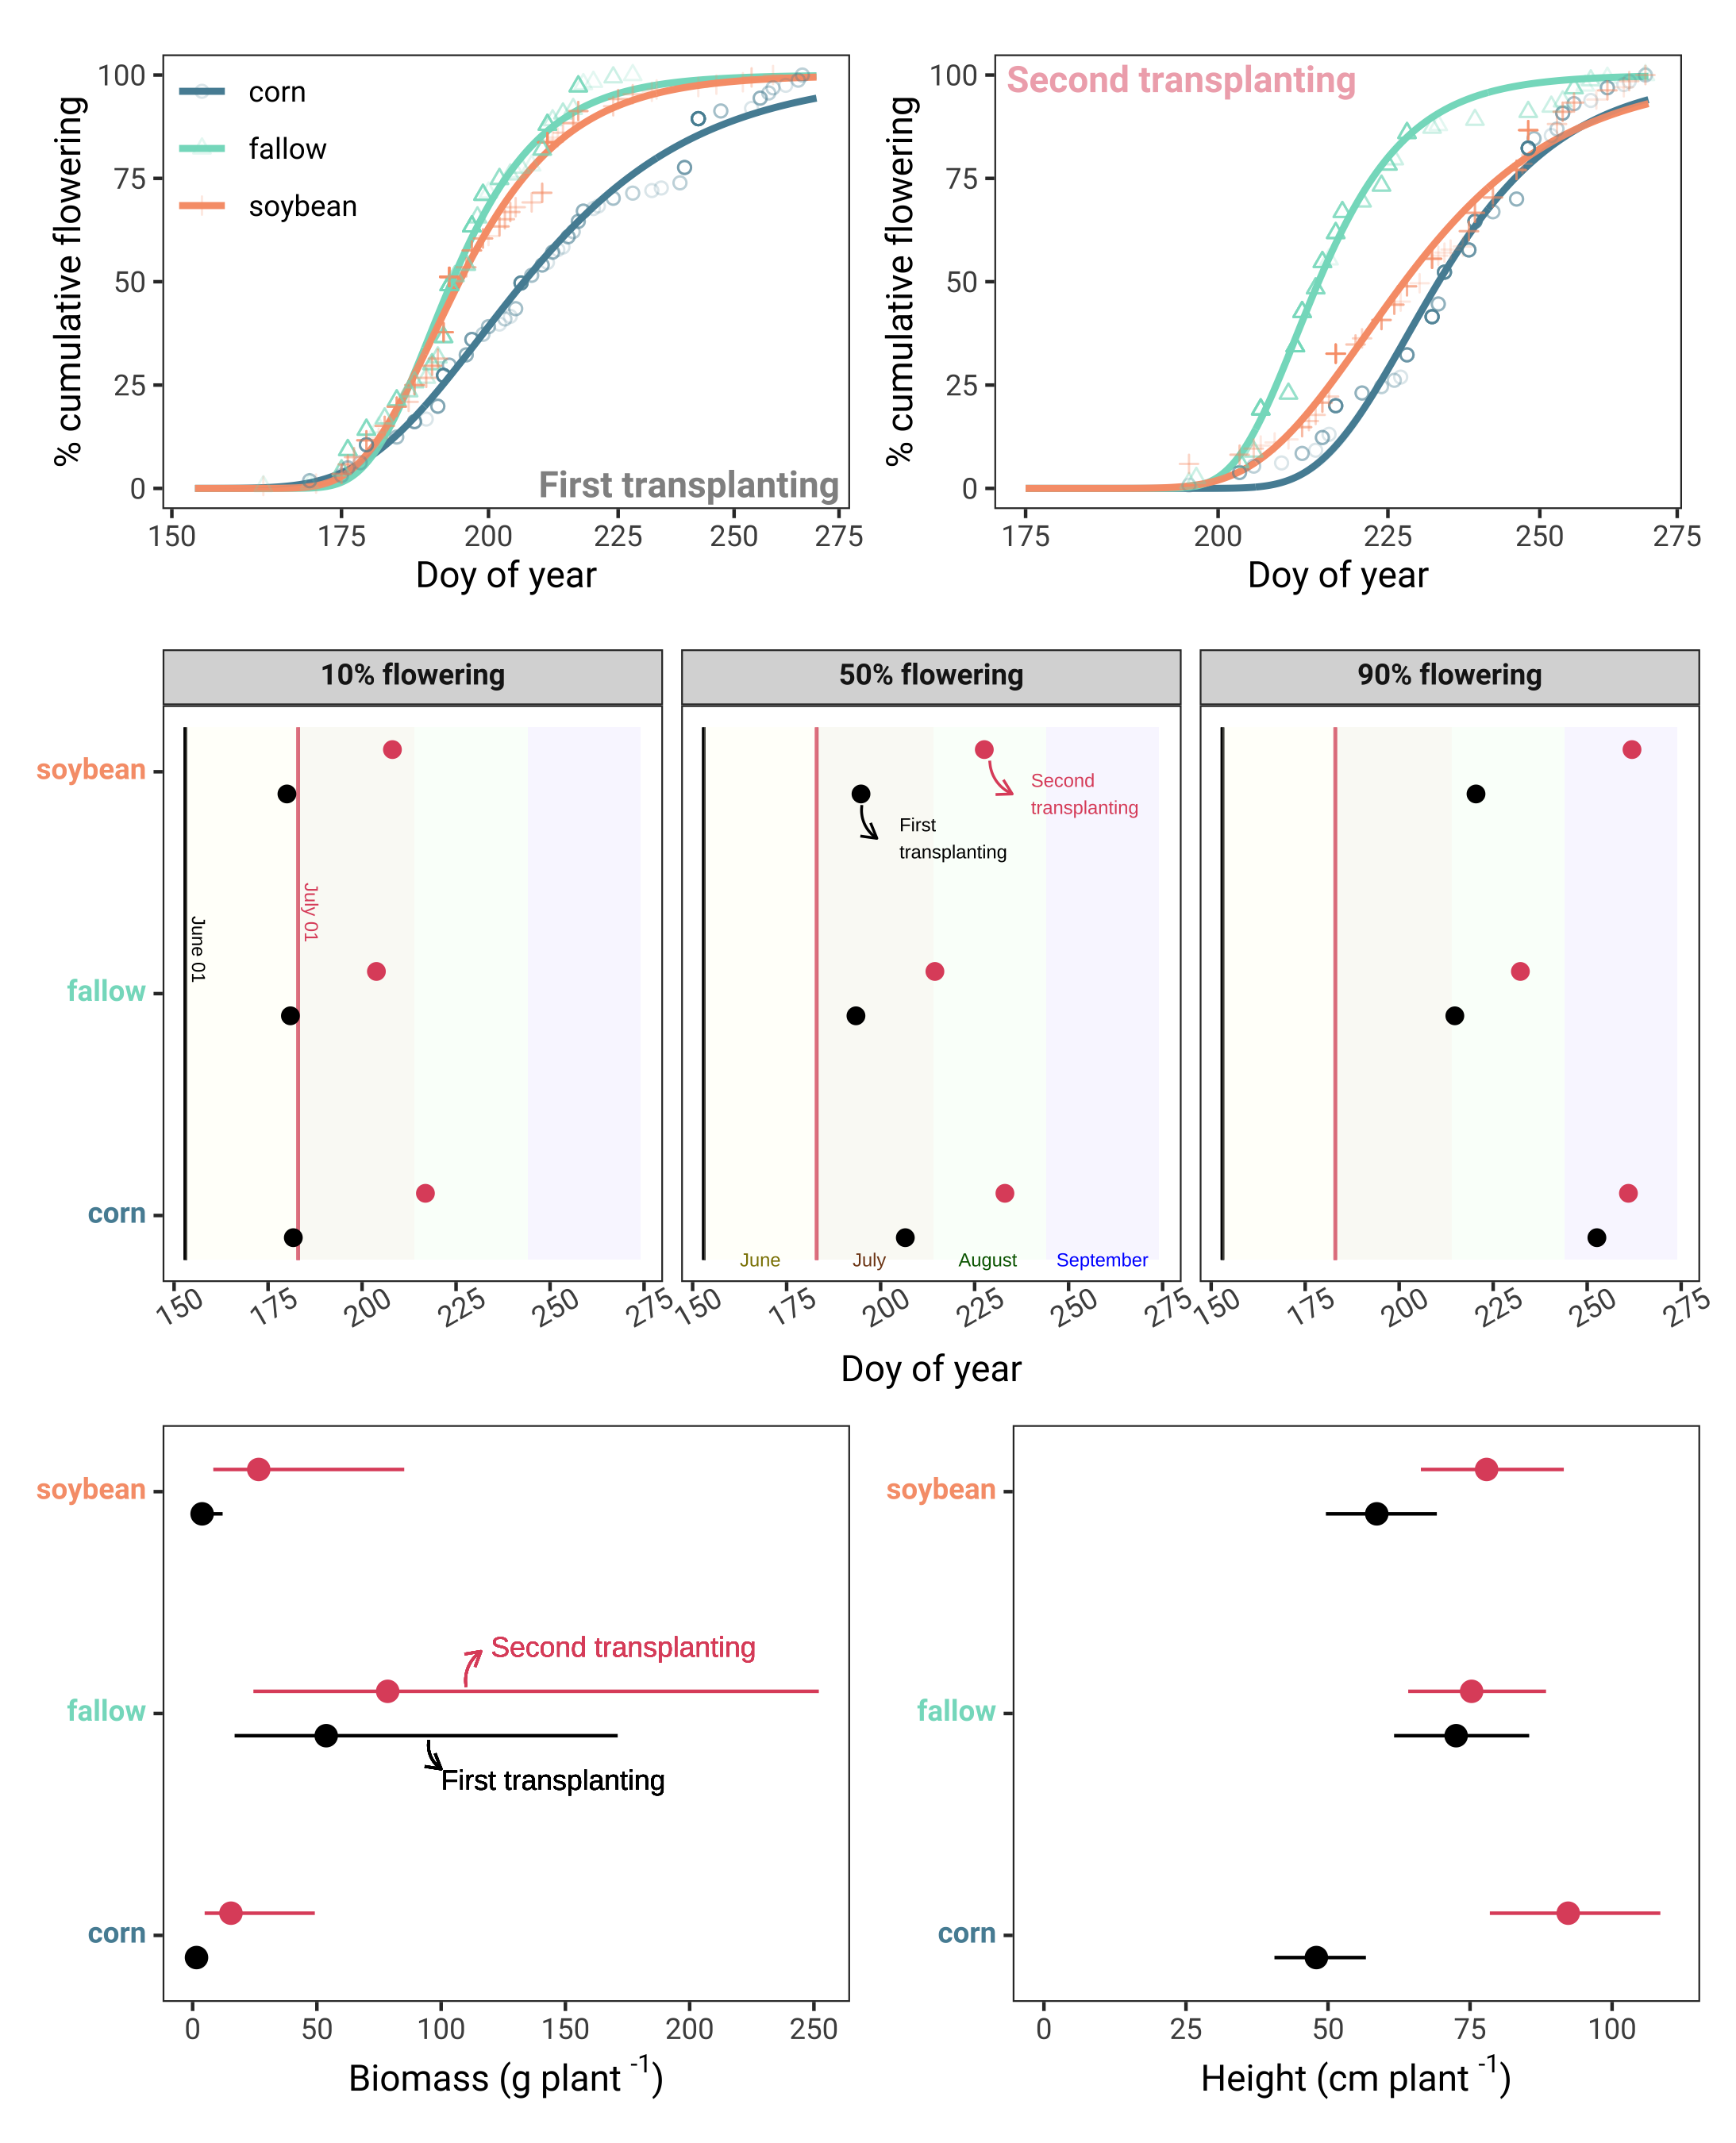 % cumulative flowering
100
75
50
25
0
corn
fallow
soybean
First transplanting
150 175 200 225 250 275
Doy of year
% cumulative flowering
100
75
50
25
0
Second transplanting
175 200 225 250 275
Doy of year
10% flowering
50% flowering
90% flowering
soybean
fallow
corn
June 01
July 01
Second
transplanting
First
transplanting
June July August September
150 175 200 225 250 275
150 175 200 225 250 275
150 175 200 225 250 275
Doy of year
soybean
fallow
corn
Second transplanting
First transplanting
0 50 100 150 200 250
Biomass (g plant -1)
soybean
fallow
corn
0 25 50 75 100
Height (cm plant -1)